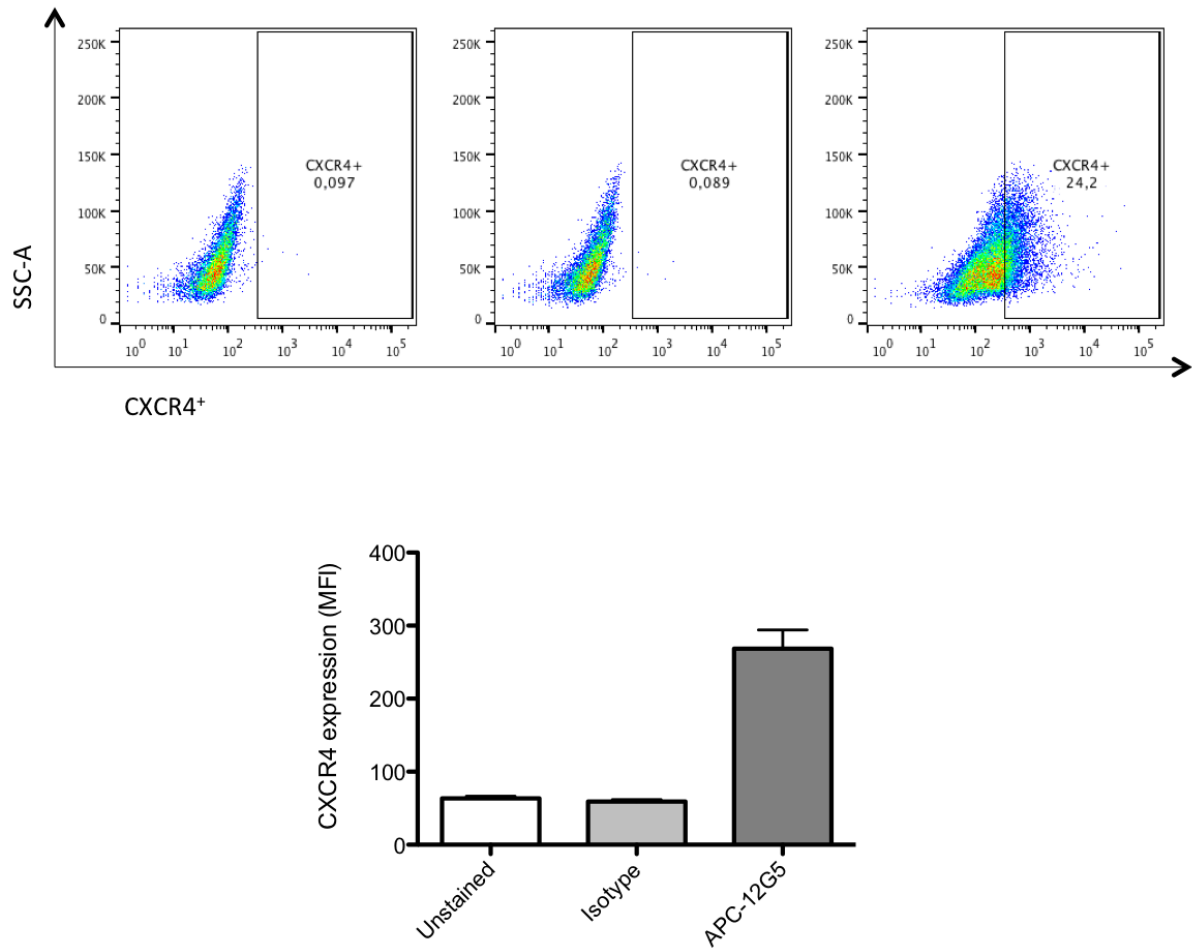 250K
200K
150K
100K
50K
0
CXCR4+
0,097
10^0 10^1 10^2 10^3 10^4 10^5
250K
200K
150K
100K
50K
0
CXCR4+
0,089
10^0 10^1 10^2 10^3 10^4 10^5
250K
200K
150K
100K
50K
0
CXCR4+
24,2
10^0 10^1 10^2 10^3 10^4 10^5
SSC-A
CXCR4⁺
CXCR4 expression (MFI)
400
300
200
100
0
Unstained
Isotype
APC-12G5